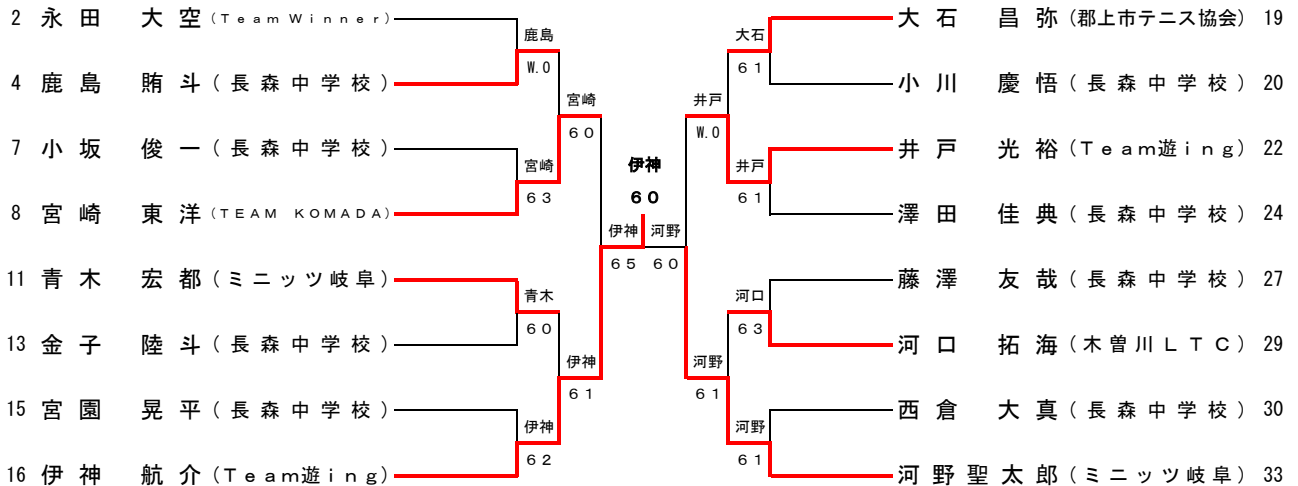 2 永田 大空 (Team Winner)
4 鹿島 賄斗 (長森中学校)
7 小坂 俊一 (長森中学校)
8 宮崎 東洋 (TEAM KOMADA)
11 青木 宏都 (ミニッツ岐阜)
13 金子 陸斗 (長森中学校)
15 宮園 晃平 (長森中学校)
16 伊神 航介 (Team遊ing)
鹿島
W.0
宮崎
63
青木
60
伊神
62
宮崎
60
伊神
61
伊神
65
伊神
60
河野
60
井戸
W.0
河野
61
大石
61
井戸
61
河口
63
河野
61
大石 昌弥 (郡上市テニス協会) 19
小川 慶悟 (長森中学校) 20
井戸 光裕 (Team遊ing) 22
澤田 佳典 (長森中学校) 24
藤澤 友哉 (長森中学校) 27
河口 拓海 (木曽川LTC) 29
西倉 大真 (長森中学校) 30
河野聖太郎 (ミニッツ岐阜) 33